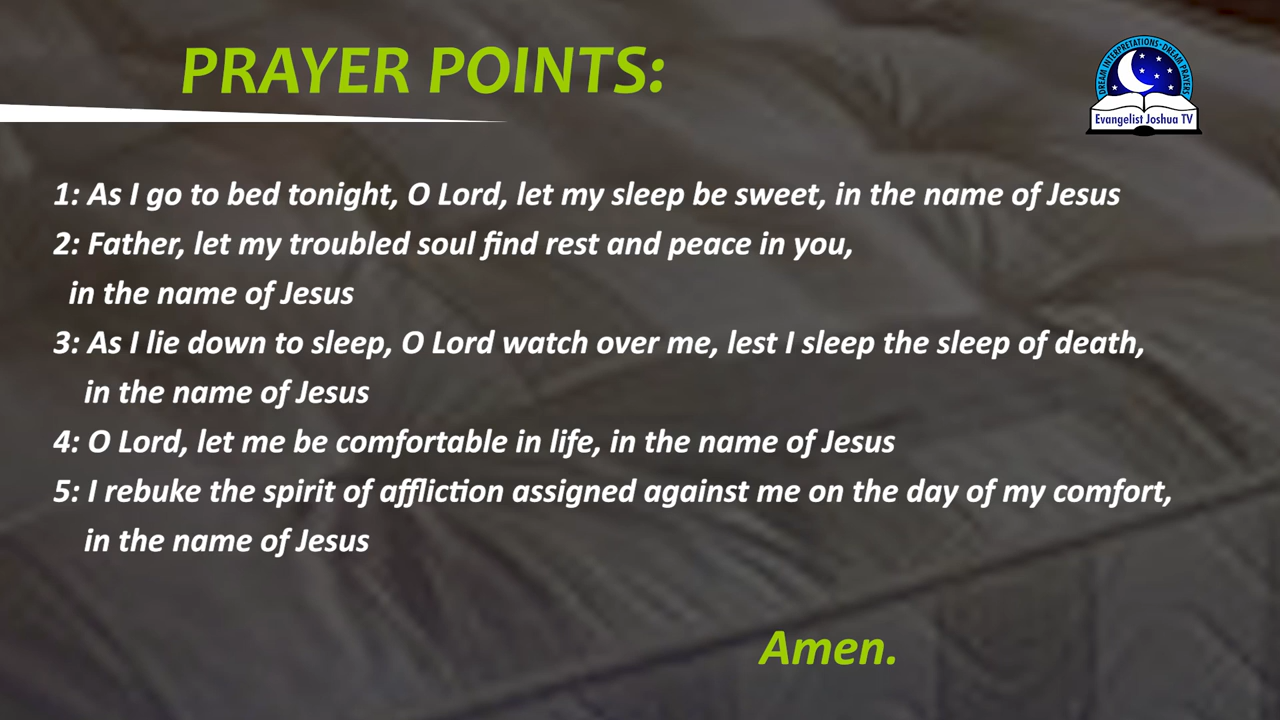 PRAYER POINTS:
DREAM INTERPRETATIONS • DREAM PRAYERS
Evangelist Joshua TV
1: As I go to bed tonight, O Lord, let my sleep be sweet, in the name of Jesus
2: Father, let my troubled soul find rest and peace in you,
in the name of Jesus
3: As I lie down to sleep, O Lord watch over me, lest I sleep the sleep of death,
in the name of Jesus
4: O Lord, let me be comfortable in life, in the name of Jesus
5: I rebuke the spirit of affliction assigned against me on the day of my comfort,
in the name of Jesus
Amen.